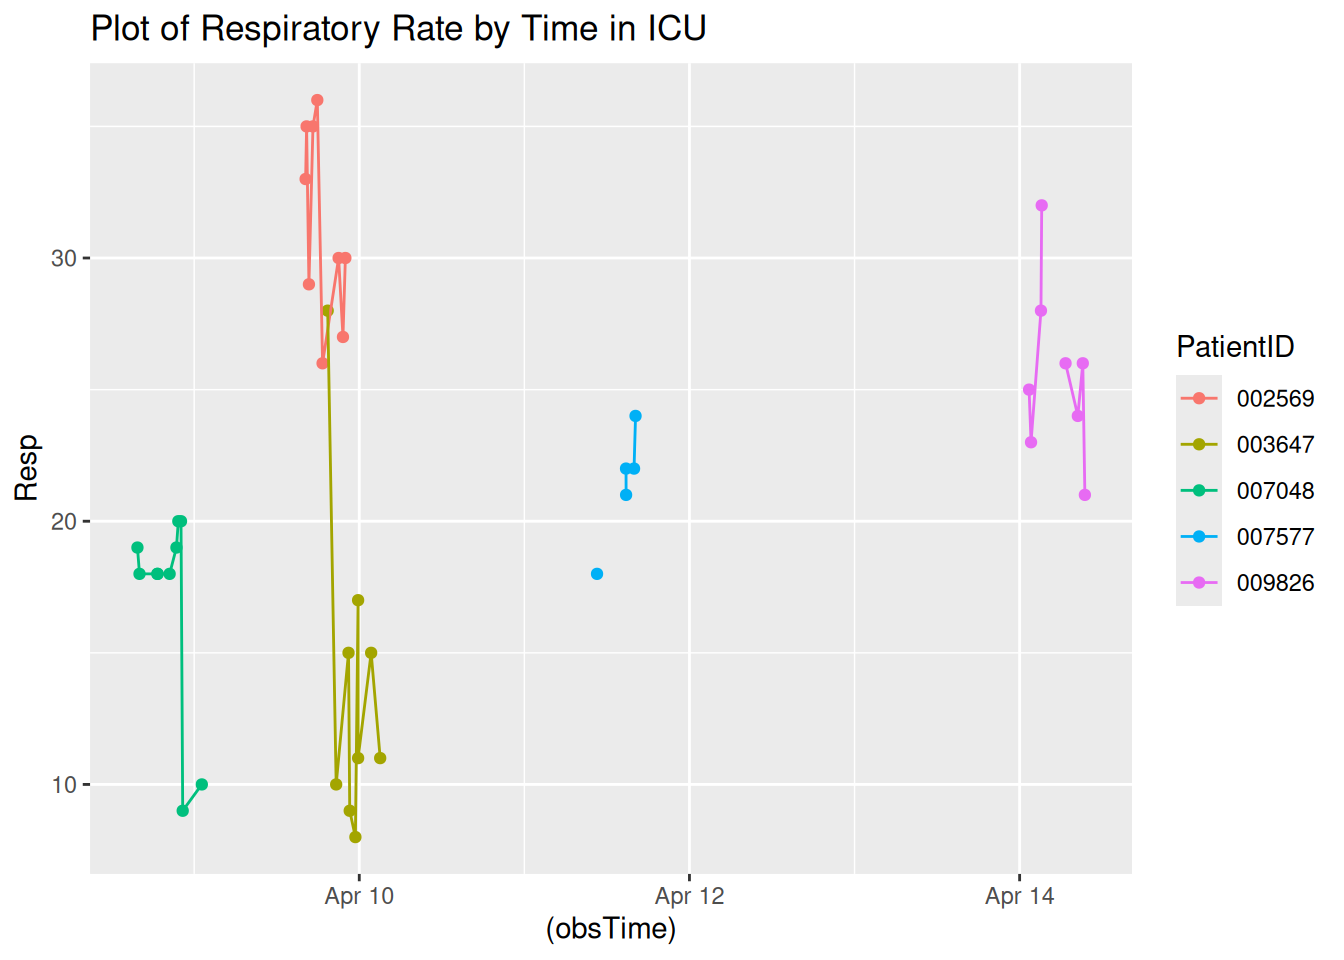 Plot of Respiratory Rate by Time in ICU
Resp
30
20
10
Apr 10
Apr 12
Apr 14
(obsTime)
PatientID
002569
003647
007048
007577
009826